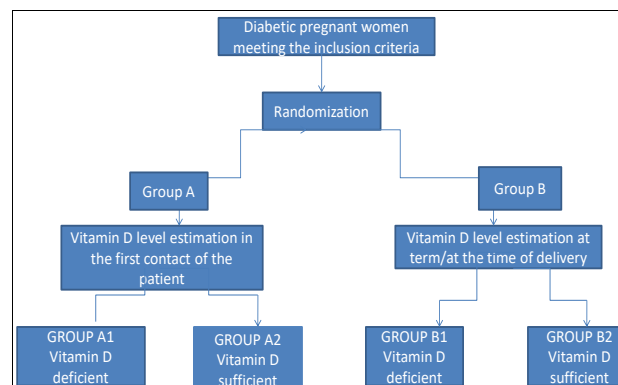 Diabetic pregnant women
meeting the inclusion criteria
Randomization
Group A
Group B
Vitamin D level estimation in
the first contact of the
patient
Vitamin D level estimation at
term/at the time of delivery
GROUP A1
Vitamin D
deficient
GROUP A2
Vitamin D
sufficient
GROUP B1
Vitamin D
deficient
GROUP B2
Vitamin D
sufficient